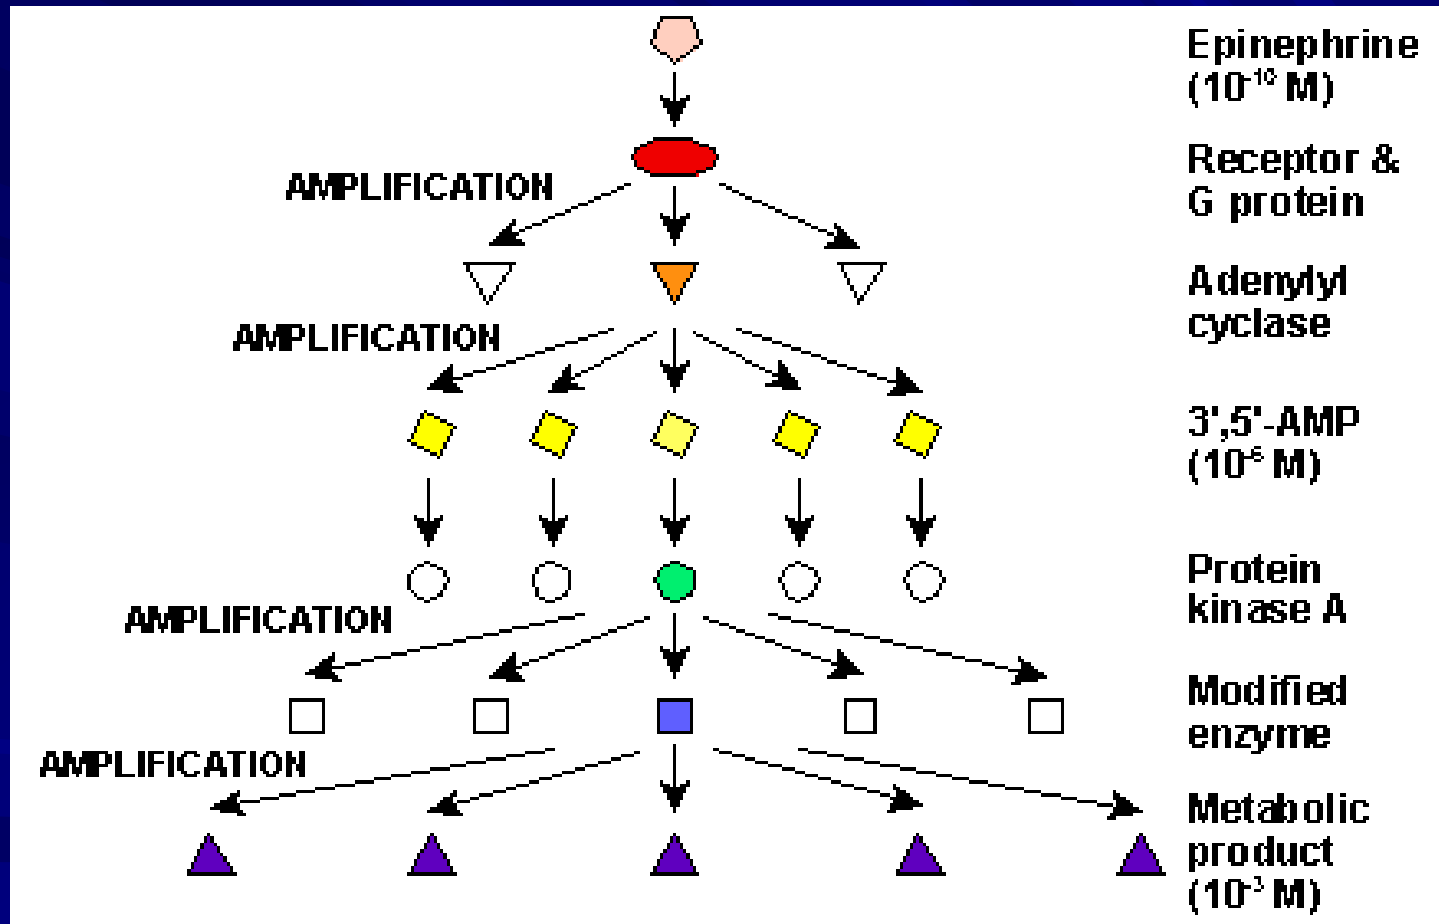 Epinephrine
(10⁻¹⁰ M)
Receptor &
G protein
AMPLIFICATION
Adenylyl
cyclase
AMPLIFICATION
3',5'-AMP
(10⁻⁶ M)
Protein
kinase A
AMPLIFICATION
Modified
enzyme
AMPLIFICATION
Metabolic
product
(10⁻³ M)